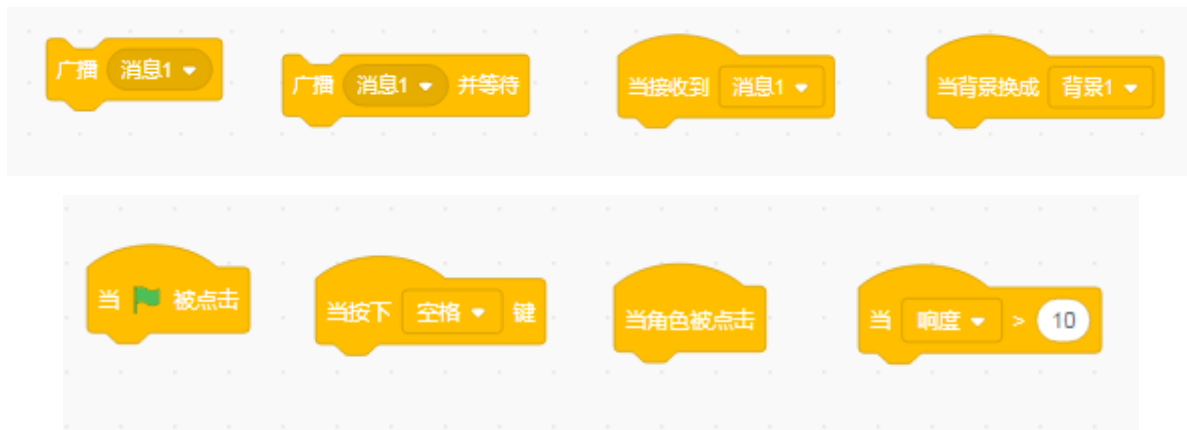 广播 消息1
广播 消息1 并等待
当接收到 消息1
当背景换成 背景1
当 被点击
当按下 空格 键
当角色被点击
当 响度 > 10